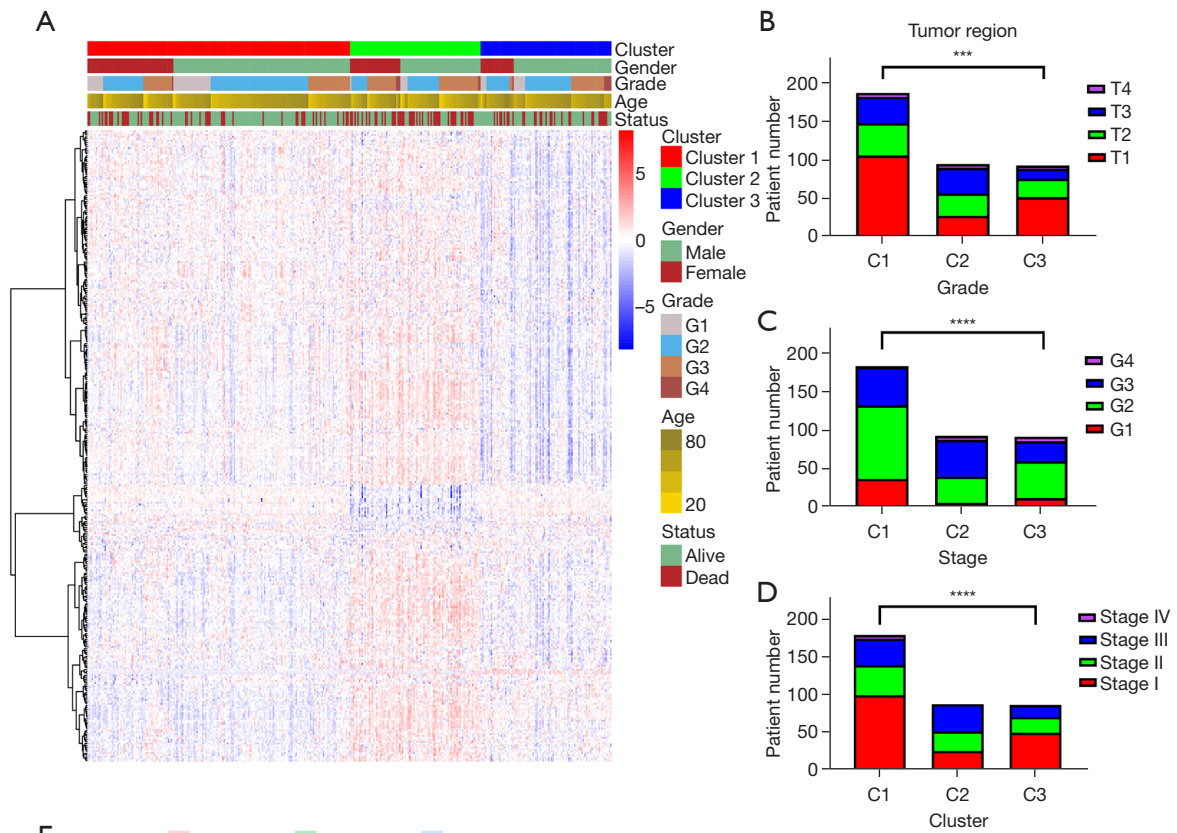 A
Cluster
Gender
Grade
Age
Status
Cluster
Cluster 1
Cluster 2
Cluster 3
5
0
−5
Gender
Male
Female
Grade
G1
G2
G3
G4
Age
80
20
Status
Alive
Dead
B
Tumor region
***
Patient number
200
150
100
50
0
C1 C2 C3
Grade
T4
T3
T2
T1
C
****
Patient number
200
150
100
50
0
C1 C2 C3
Stage
G4
G3
G2
G1
D
****
Patient number
200
150
100
50
0
C1 C2 C3
Cluster
Stage IV
Stage III
Stage II
Stage I